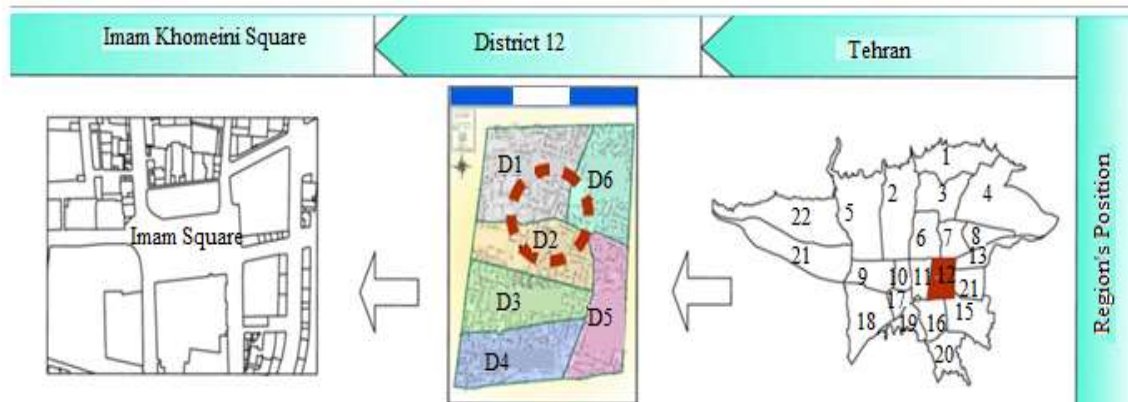 Imam Khomeini Square
District 12
Tehran
Region's Position
Imam Square
D1
D6
D2
D3
D5
D4
1
2
3
4
5
22
6
7
8
21
13
9
10
11
12
21
17
15
18
19
16
20